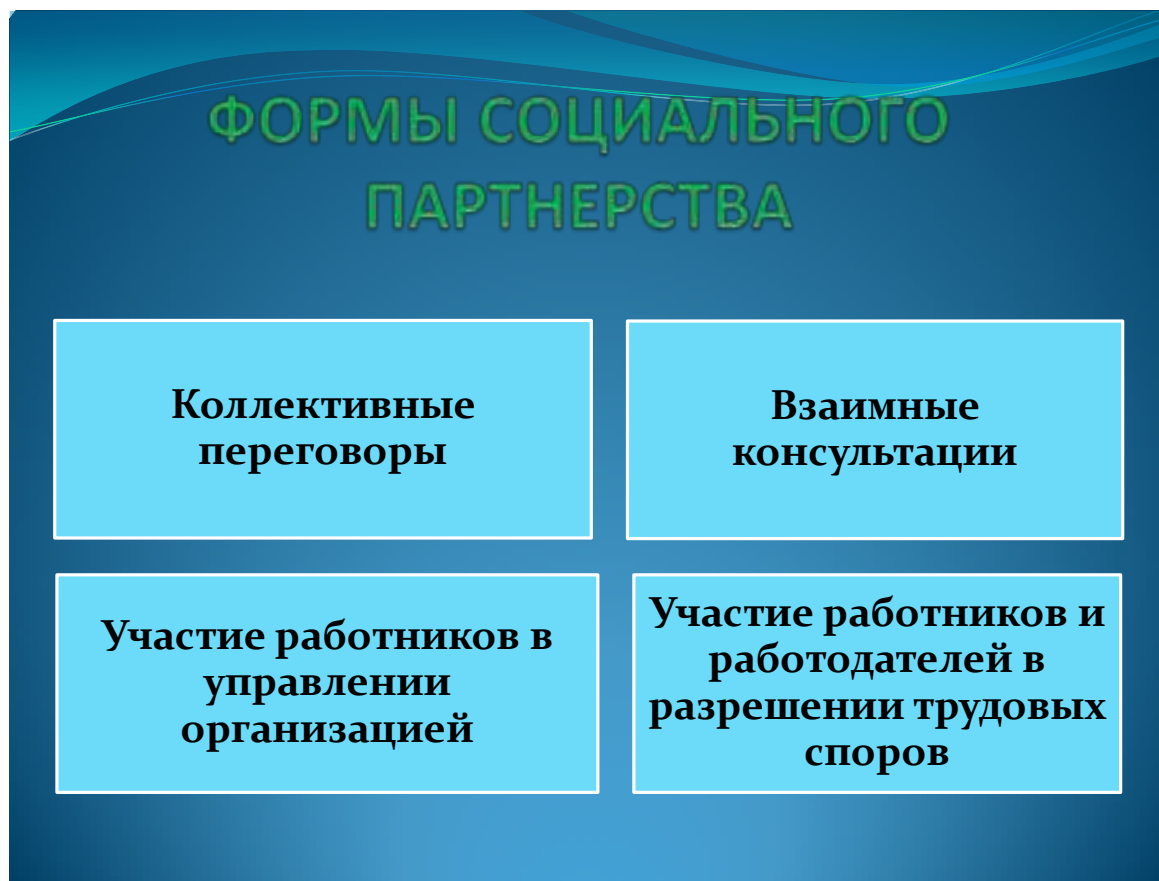 ФОРМЫ СОЦИАЛЬНОГО
ПАРТНЕРСТВА
Коллективные
переговоры
Взаимные
консультации
Участие работников в
управлении
организацией
Участие работников и
работодателей в
разрешении трудовых
споров